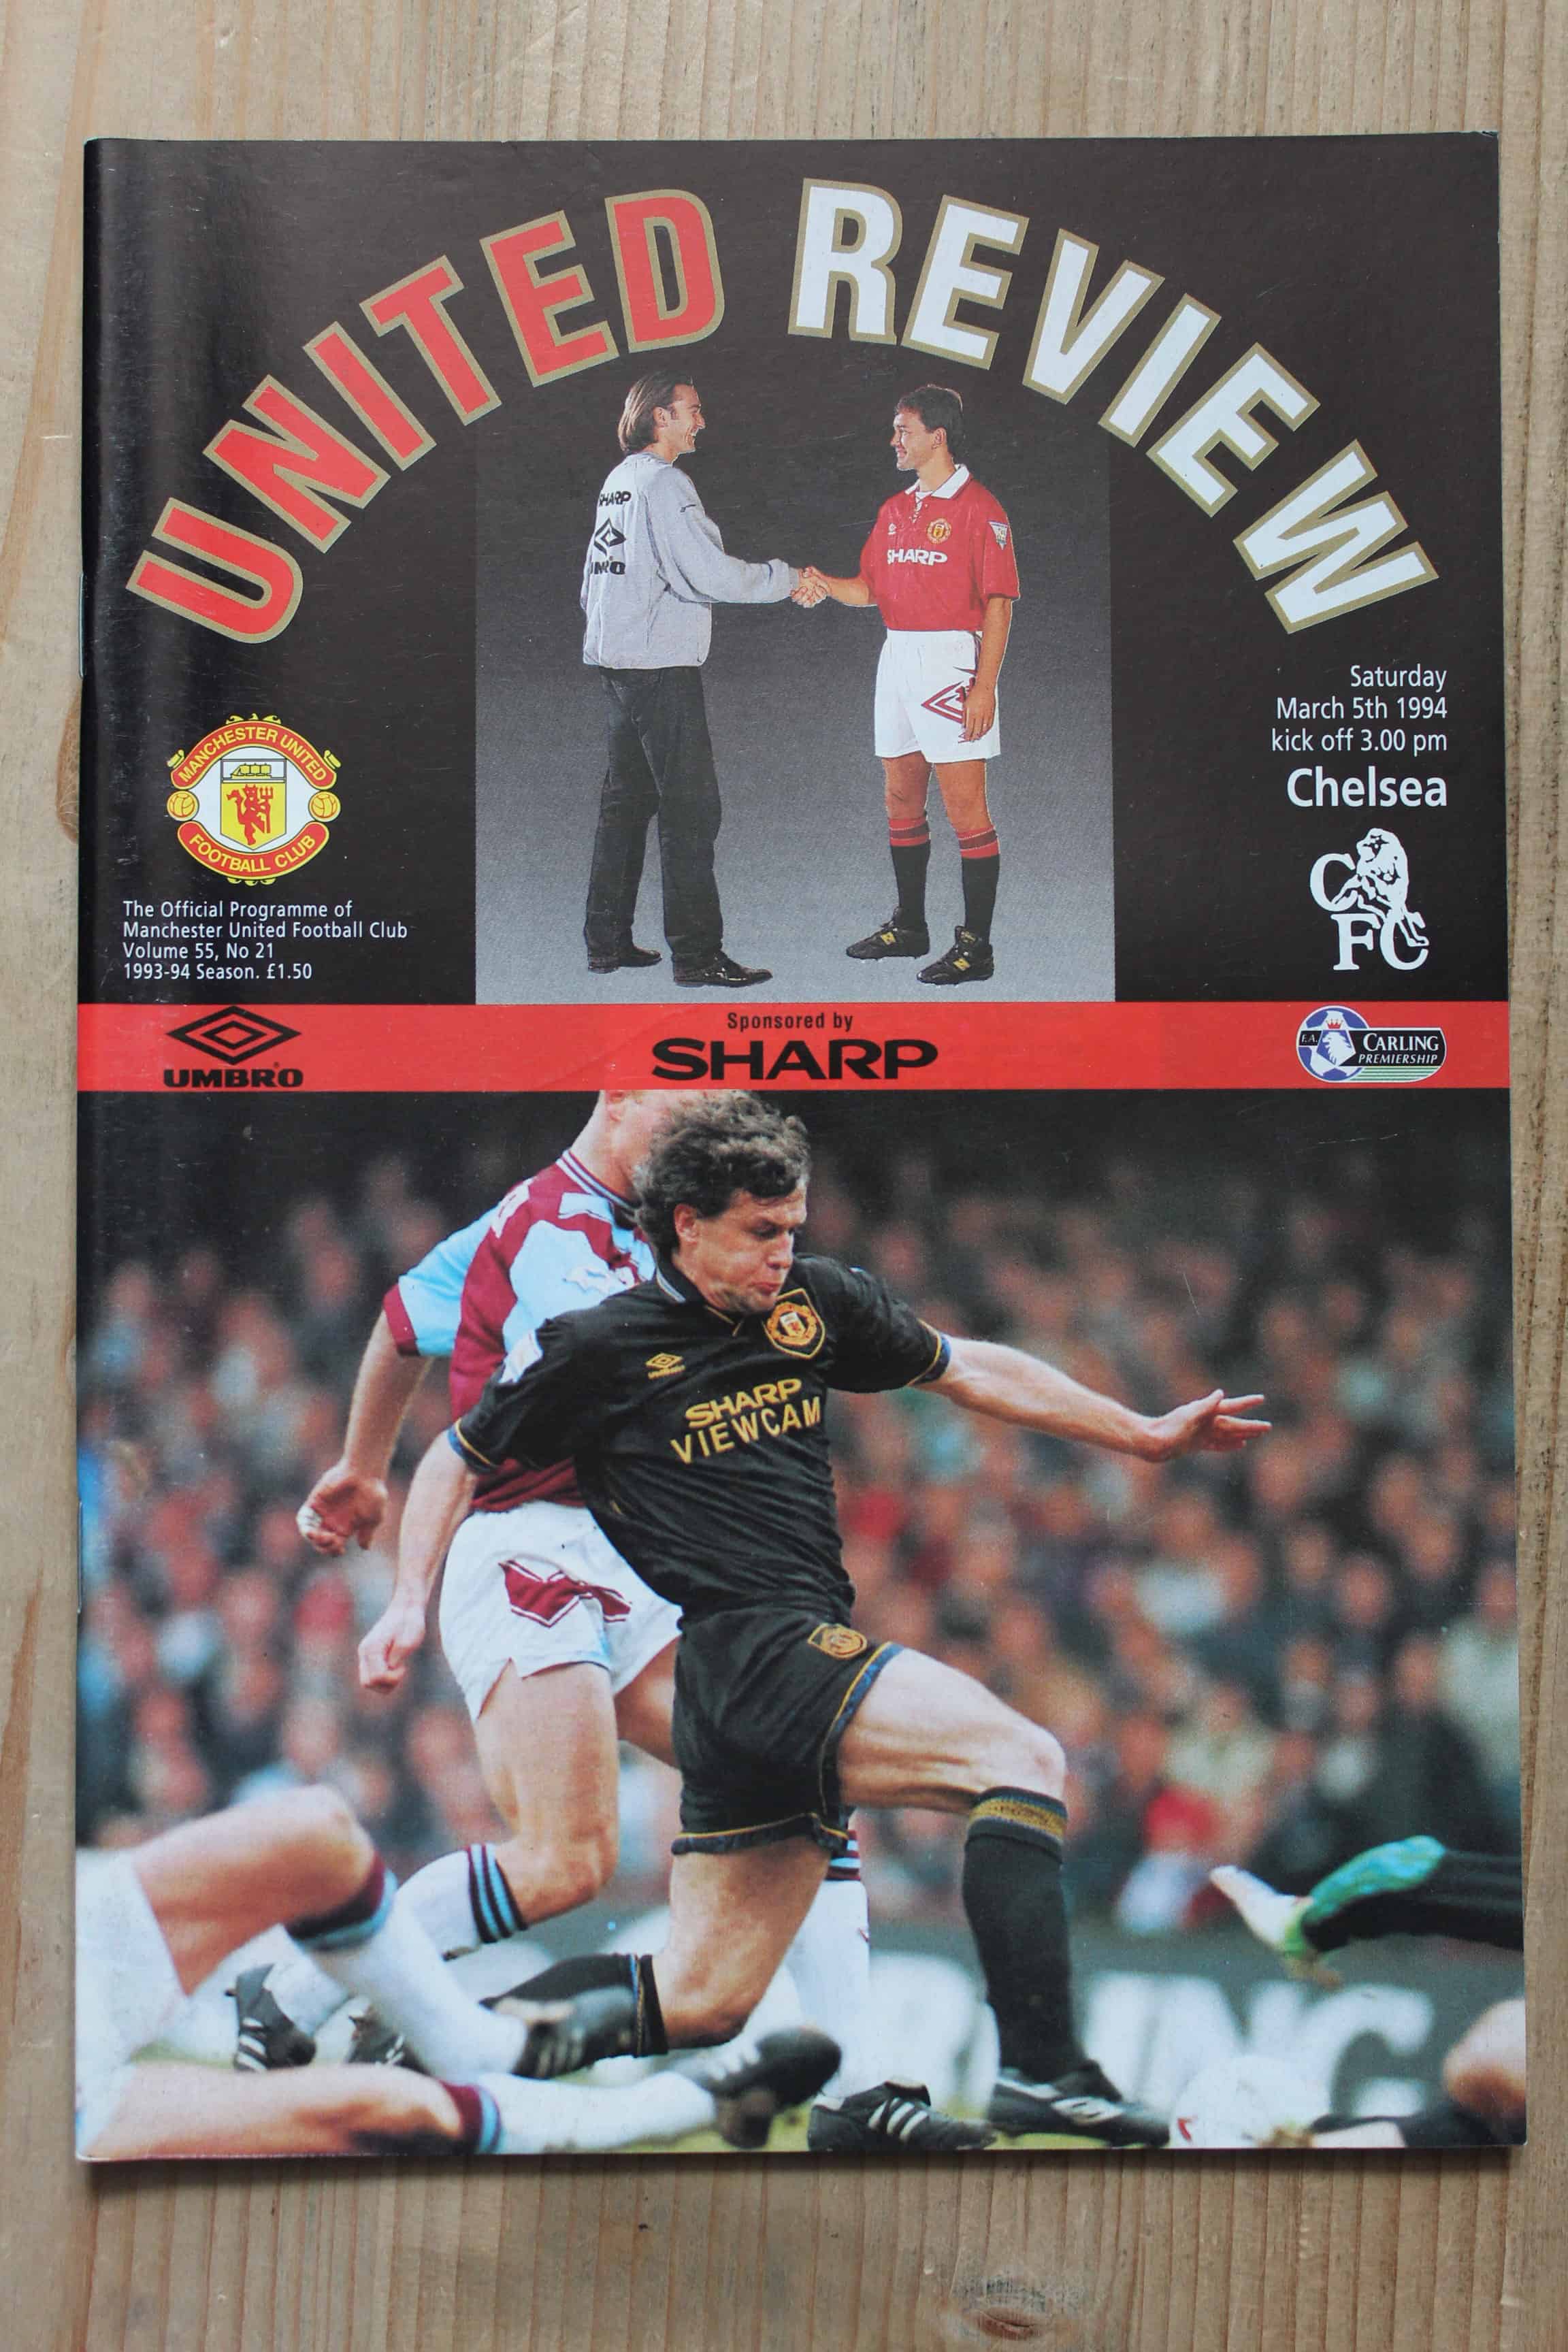 UNITED REVIEW
SHARP
UMBRO
SHARP
Saturday
March 5th 1994
kick off 3.00 pm
Chelsea
CFC
MANCHESTER UNITED
FOOTBALL CLUB
The Official Programme of
Manchester United Football Club
Volume 55, No 21
1993-94 Season. £1.50
UMBRO
Sponsored by
SHARP
F.A. CARLING
PREMIERSHIP
SHARP
VIEWCAM
ING